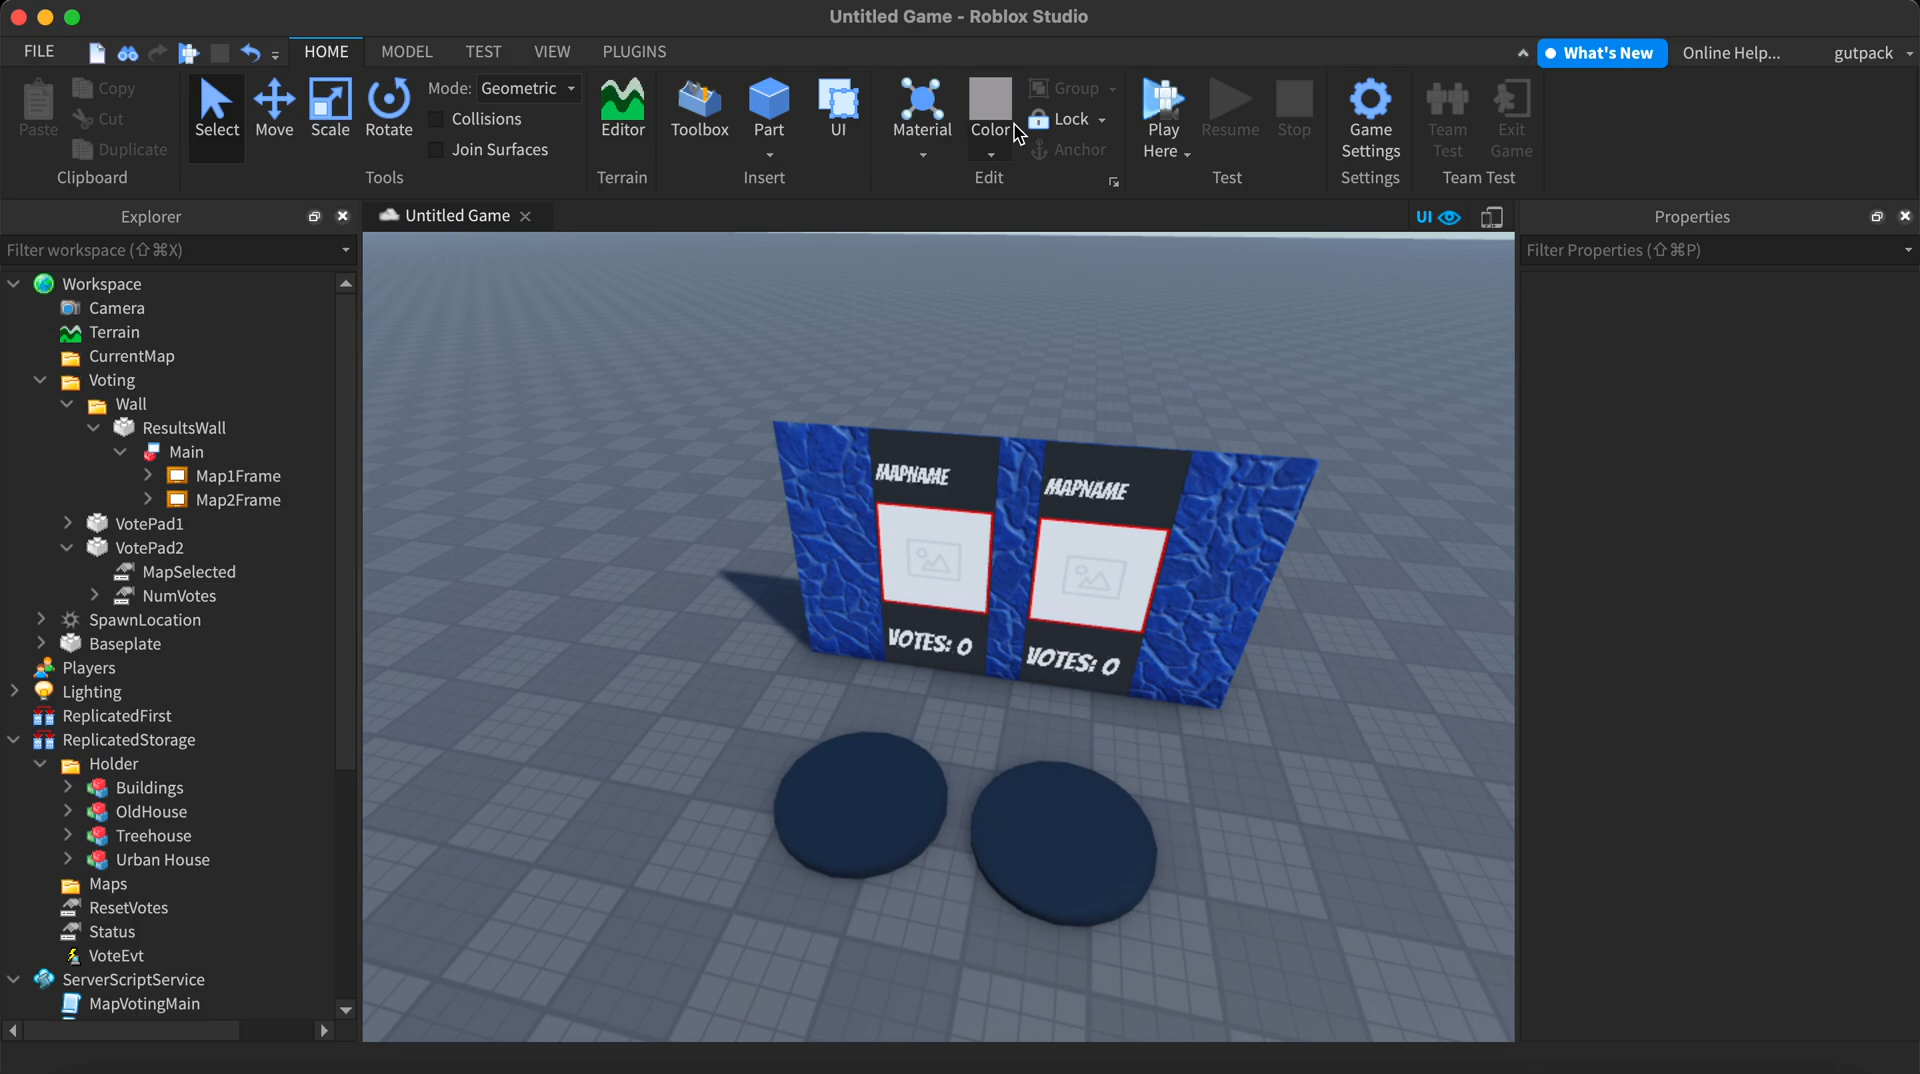 Untitled Game - Roblox Studio
FILE
HOME
MODEL
TEST
VIEW
PLUGINS
What's New
Online Help...
gutpack
Paste
Copy
Cut
Duplicate
Clipboard
Select
Move
Scale
Rotate
Mode: Geometric
Collisions
Join Surfaces
Tools
Editor
Terrain
Toolbox
Part
UI
Insert
Material
Color
Group
Lock
Anchor
Edit
Play
Here
Resume
Stop
Test
Game
Settings
Settings
Team
Test
Exit
Game
Team Test
Explorer
Untitled Game
UI
Properties
Filter workspace (⇧⌘X)
Filter Properties (⇧⌘P)
Workspace
Camera
Terrain
CurrentMap
Voting
Wall
ResultsWall
Main
Map1Frame
Map2Frame
VotePad1
VotePad2
MapSelected
NumVotes
SpawnLocation
Baseplate
Players
Lighting
ReplicatedFirst
ReplicatedStorage
Holder
Buildings
OldHouse
Treehouse
Urban House
Maps
ResetVotes
Status
VoteEvt
ServerScriptService
MapVotingMain
MAPNAME
MAPNAME
VOTES: 0
VOTES: 0